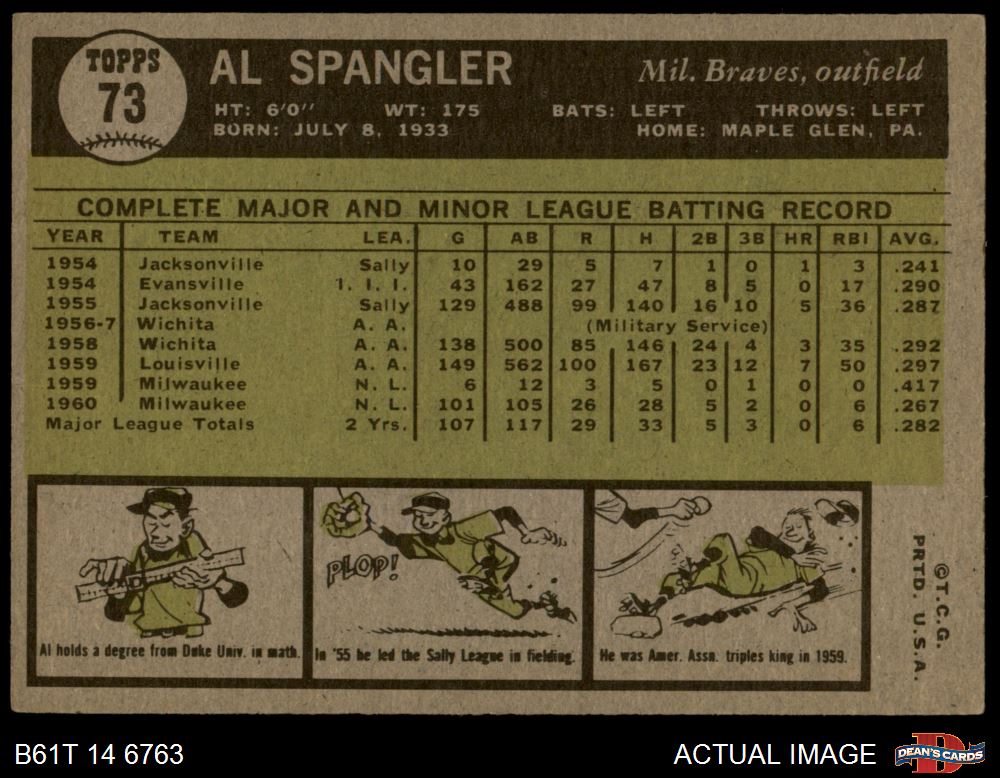 TOPPS
73
AL SPANGLER
Mil. Braves, outfield
HT: 6'0" WT: 175 BATS: LEFT THROWS: LEFT
BORN: JULY 8, 1933 HOME: MAPLE GLEN, PA.
COMPLETE MAJOR AND MINOR LEAGUE BATTING RECORD
YEAR TEAM LEA. G AB R H 2B 3B HR RBI AVG.
1954 Jacksonville Sally 10 29 5 7 1 0 1 3 .241
1954 Evansville 1. I. I. 43 162 27 47 8 5 0 17 .290
1955 Jacksonville Sally 129 488 99 140 16 10 5 36 .287
1956-7 Wichita A. A. (Military Service)
1958 Wichita A. A. 138 500 85 146 24 4 3 35 .292
1959 Louisville A. A. 149 562 100 167 23 12 7 50 .297
1959 Milwaukee N. L. 6 12 3 5 0 1 0 0 .417
1960 Milwaukee N. L. 101 105 26 28 5 2 0 6 .267
Major League Totals 2 Yrs. 107 117 29 33 5 3 0 6 .282
Al holds a degree from Duke Univ. in math.
PLOP!
In '55 he led the Sally League in fielding.
He was Amer. Assn. triples king in 1959.
©T.C.G.
PRTD. U.S.A.
B61T 14 6763
ACTUAL IMAGE
DEAN'S CARDS